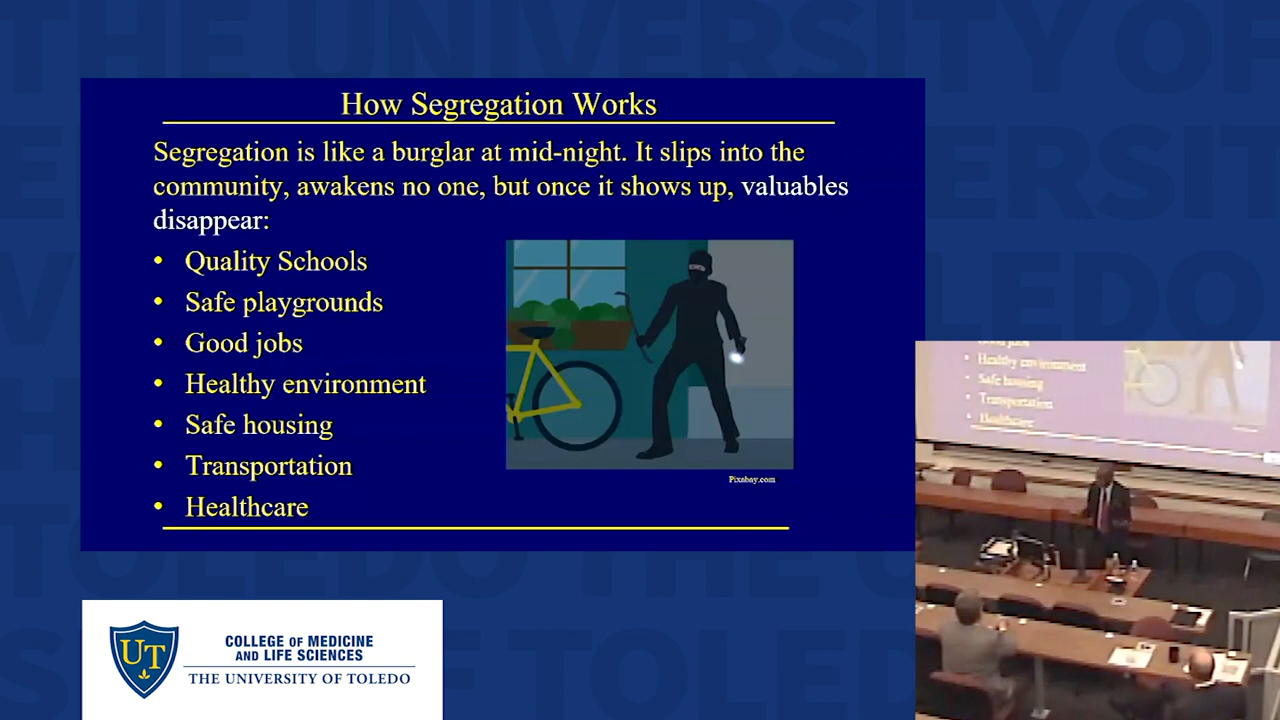 How Segregation Works
Segregation is like a burglar at mid-night. It slips into the
community, awakens no one, but once it shows up, valuables
disappear:
• Quality Schools
• Safe playgrounds
• Good jobs
• Healthy environment
• Safe housing
• Transportation
• Healthcare
Pixabay.com
Good jobs
• Healthy environment
• Safe housing
• Transportation
• Healthcare
UT
COLLEGE OF MEDICINE
AND LIFE SCIENCES
THE UNIVERSITY OF TOLEDO